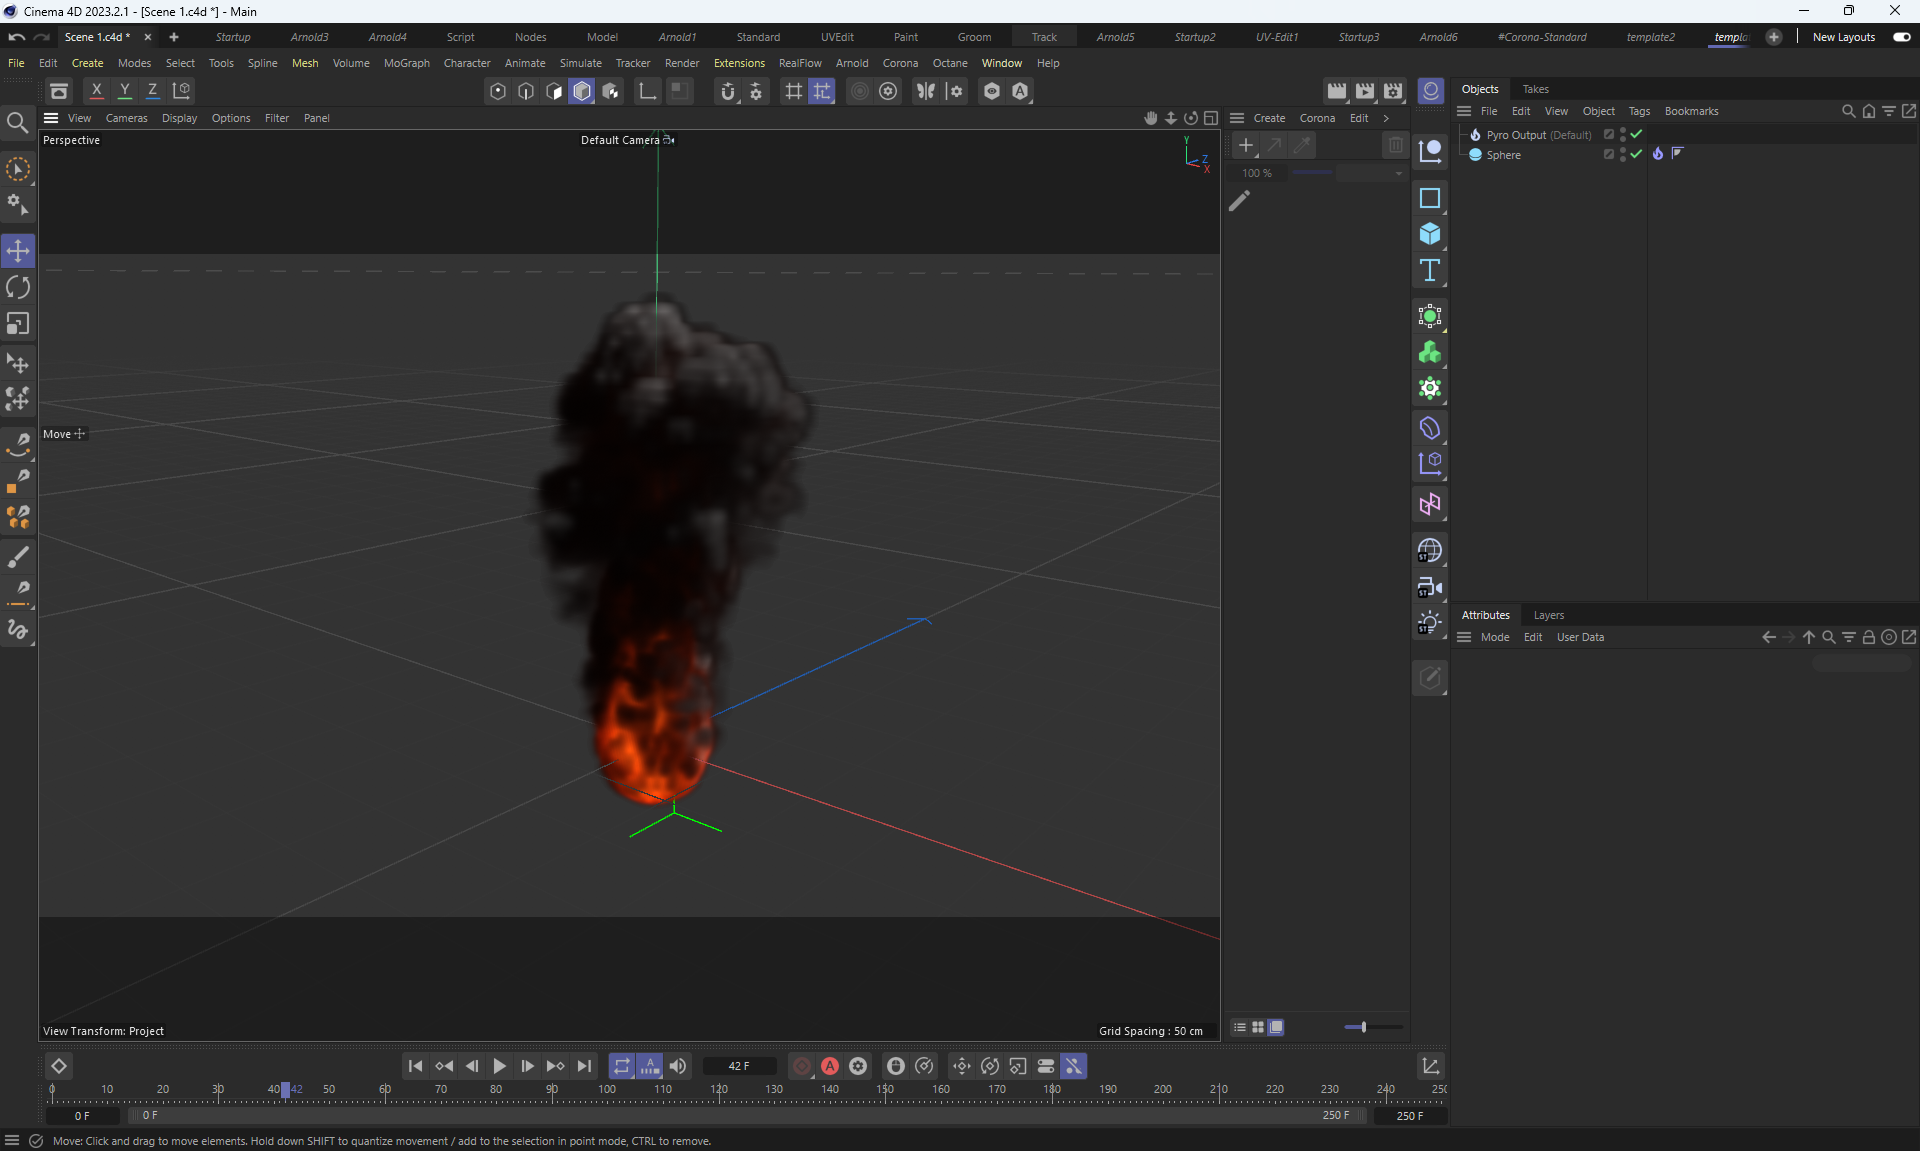 Cinema 4D 2023.2.1 - [Scene 1.c4d *] - Main
Scene 1.c4d * Startup Arnold3 Arnold4 Script Nodes Model Arnold1 Standard UVEdit Paint Groom Track Arnold5 Startup2 UV-Edit1 Startup3 Arnold6 #Corona-Standard template2 templa New Layouts
File Edit Create Modes Select Tools Spline Mesh Volume MoGraph Character Animate Simulate Tracker Render Extensions RealFlow Arnold Corona Octane Window Help
X Y Z
Objects Takes
File Edit View Object Tags Bookmarks
View Cameras Display Options Filter Panel
Create Corona Edit
Perspective
Default Camera
Y
Z
X
Pyro Output (Default)
Sphere
100 %
Move
ST
ST
ST
Attributes Layers
Mode Edit User Data
View Transform: Project
Grid Spacing : 50 cm
A
42 F
A
0 10 20 30 40 42 50 60 70 80 90 100 110 120 130 140 150 160 170 180 190 200 210 220 230 240 250
0 F 0 F 250 F 250 F
Move: Click and drag to move elements. Hold down SHIFT to quantize movement / add to the selection in point mode, CTRL to remove.